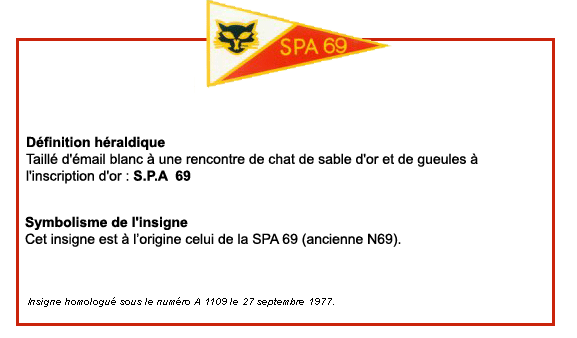 SPA 69
Définition héraldique
Taillé d'émail blanc à une rencontre de chat de sable d'or et de gueules à
l'inscription d'or : S.P.A 69
Symbolisme de l'insigne
Cet insigne est à l’origine celui de la SPA 69 (ancienne N69).
Insigne homologué sous le numéro A 1109 le 27 septembre 1977.